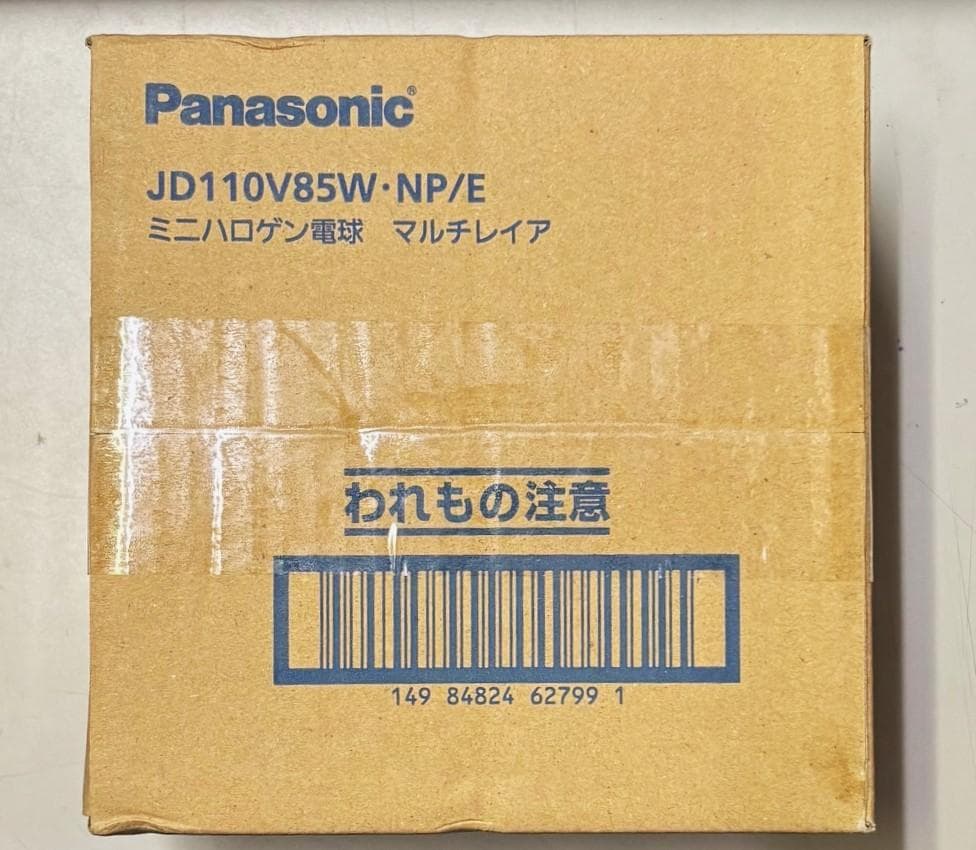 Panasonic®
JD110V85W･NP/E
ミニハロゲン電球　マルチレイア
われもの注意
149 84824 62799 1